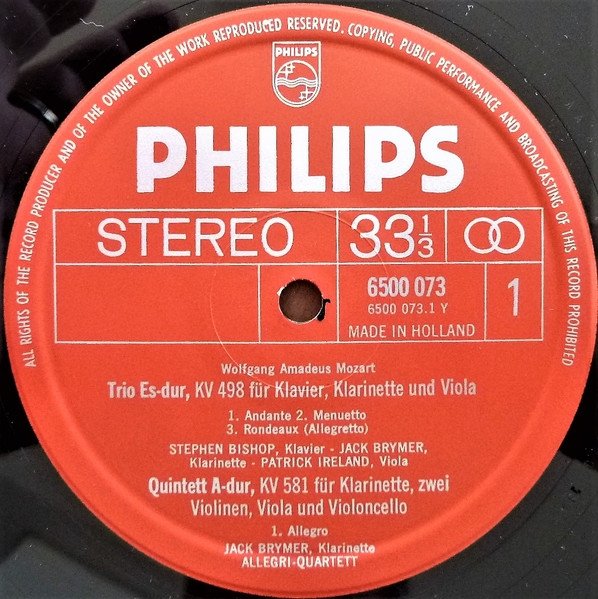 ALL RIGHTS OF THE RECORD PRODUCER AND OF THE OWNER OF THE WORK REPRODUCED RESERVED. COPYING, PUBLIC PERFORMANCE AND BROADCASTING OF THIS RECORD PROHIBITED
PHILIPS
PHILIPS
STEREO 33 1/3
6500 073 1
6500 073.1 Y
MADE IN HOLLAND
Wolfgang Amadeus Mozart
Trio Es-dur, KV 498 für Klavier, Klarinette und Viola
1. Andante 2. Menuetto
3. Rondeaux (Allegretto)
STEPHEN BISHOP, Klavier - JACK BRYMER,
Klarinette - PATRICK IRELAND, Viola
Quintett A-dur, KV 581 für Klarinette, zwei
Violinen, Viola und Violoncello
1. Allegro
JACK BRYMER, Klarinette
ALLEGRI-QUARTETT